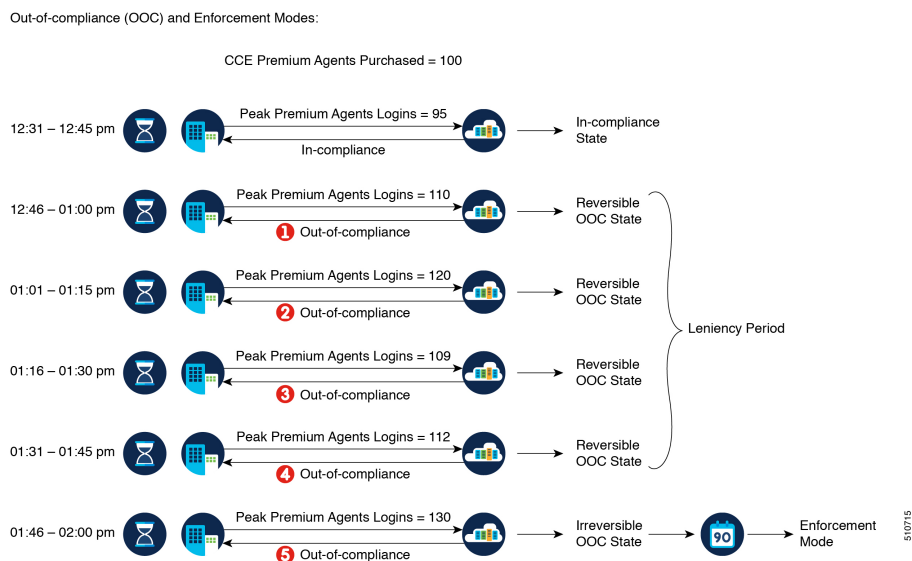 Out-of-compliance (OOC) and Enforcement Modes:
CCE Premium Agents Purchased = 100
12:31 – 12:45 pm
Peak Premium Agents Logins = 95
In-compliance
In-compliance
State
12:46 – 01:00 pm
Peak Premium Agents Logins = 110
1 Out-of-compliance
Reversible
OOC State
01:01 – 01:15 pm
Peak Premium Agents Logins = 120
2 Out-of-compliance
Reversible
OOC State
Leniency Period
01:16 – 01:30 pm
Peak Premium Agents Logins = 109
3 Out-of-compliance
Reversible
OOC State
01:31 – 01:45 pm
Peak Premium Agents Logins = 112
4 Out-of-compliance
Reversible
OOC State
01:46 – 02:00 pm
Peak Premium Agents Logins = 130
5 Out-of-compliance
Irreversible
OOC State
90
Enforcement
Mode
510715